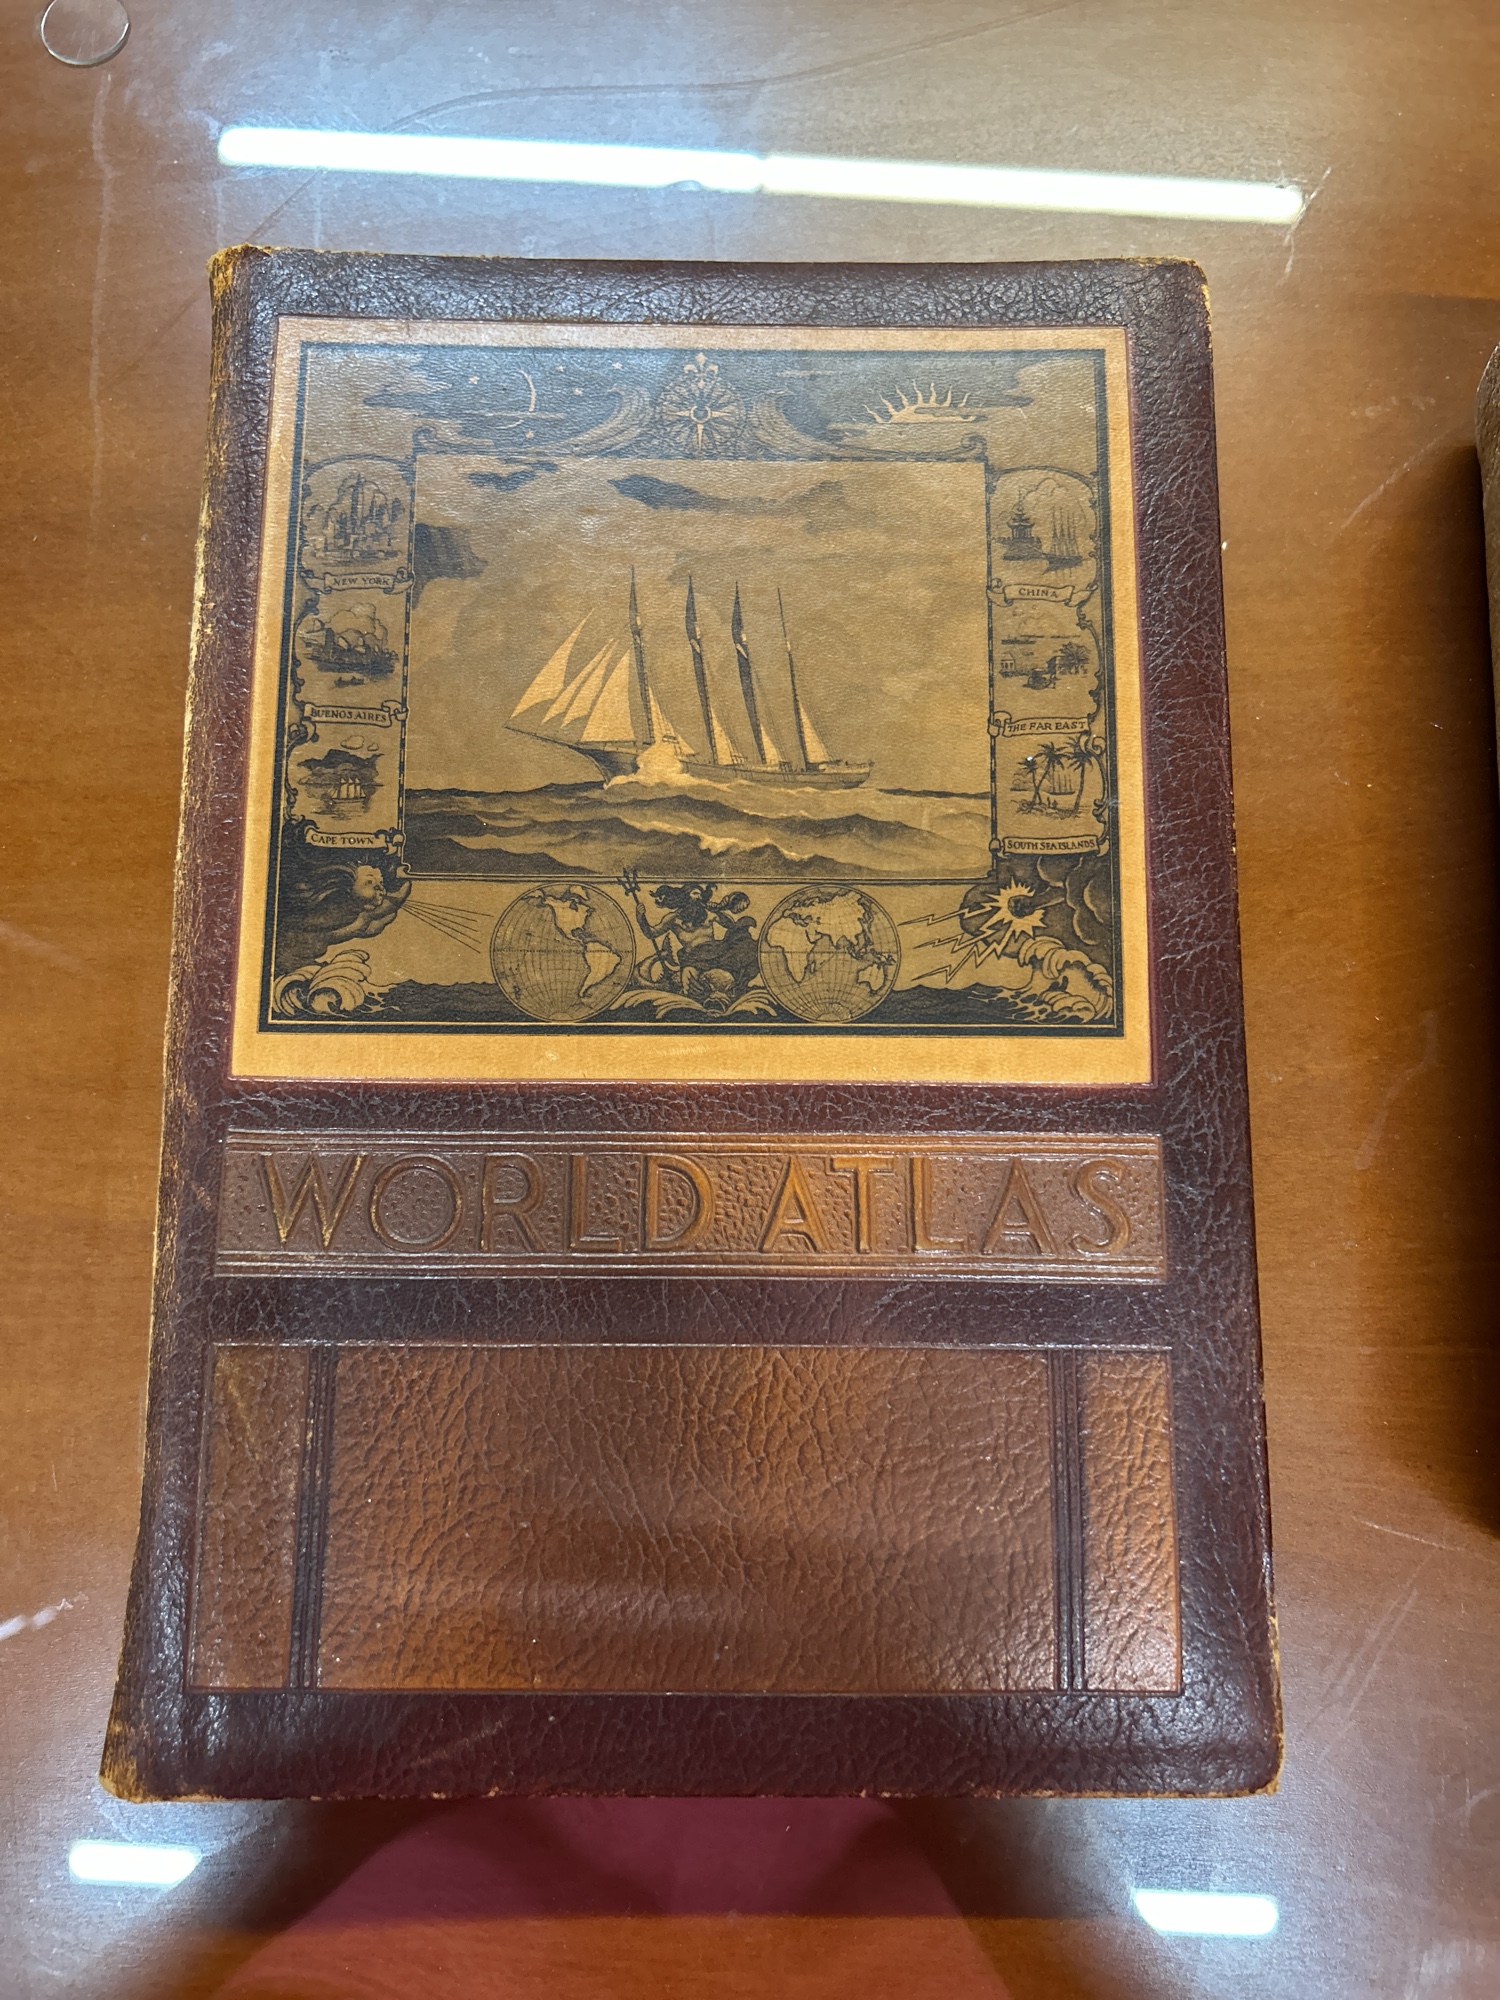 NEW YORK
CHINA
BUENOS AIRES
THE FAR EAST
CAPE TOWN
SOUTH SEA ISLANDS
WORLD ATLAS